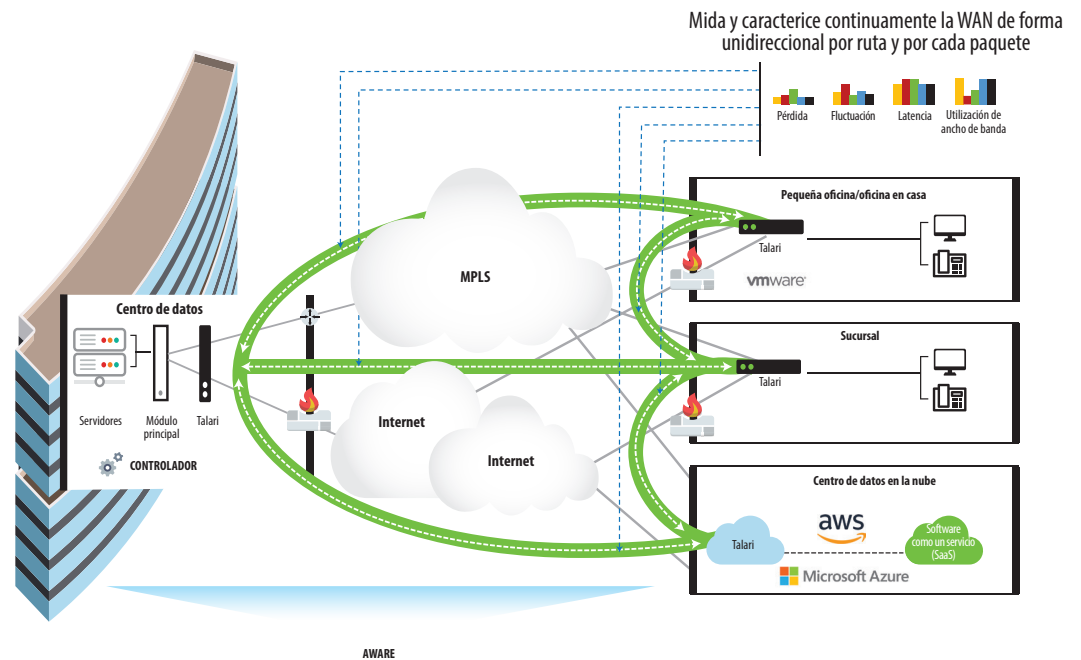 Mida y caracterice continuamente la WAN de forma
unidireccional por ruta y por cada paquete
Pérdida
Fluctuación
Latencia
Utilización de
ancho de banda
Pequeña oficina/oficina en casa
Talari
vmware
MPLS
Centro de datos
Servidores
Módulo
principal
Talari
CONTROLADOR
Sucursal
Talari
Internet
Internet
Centro de datos en la nube
Talari
aws
Microsoft Azure
Software
como un servicio
(SaaS)
AWARE